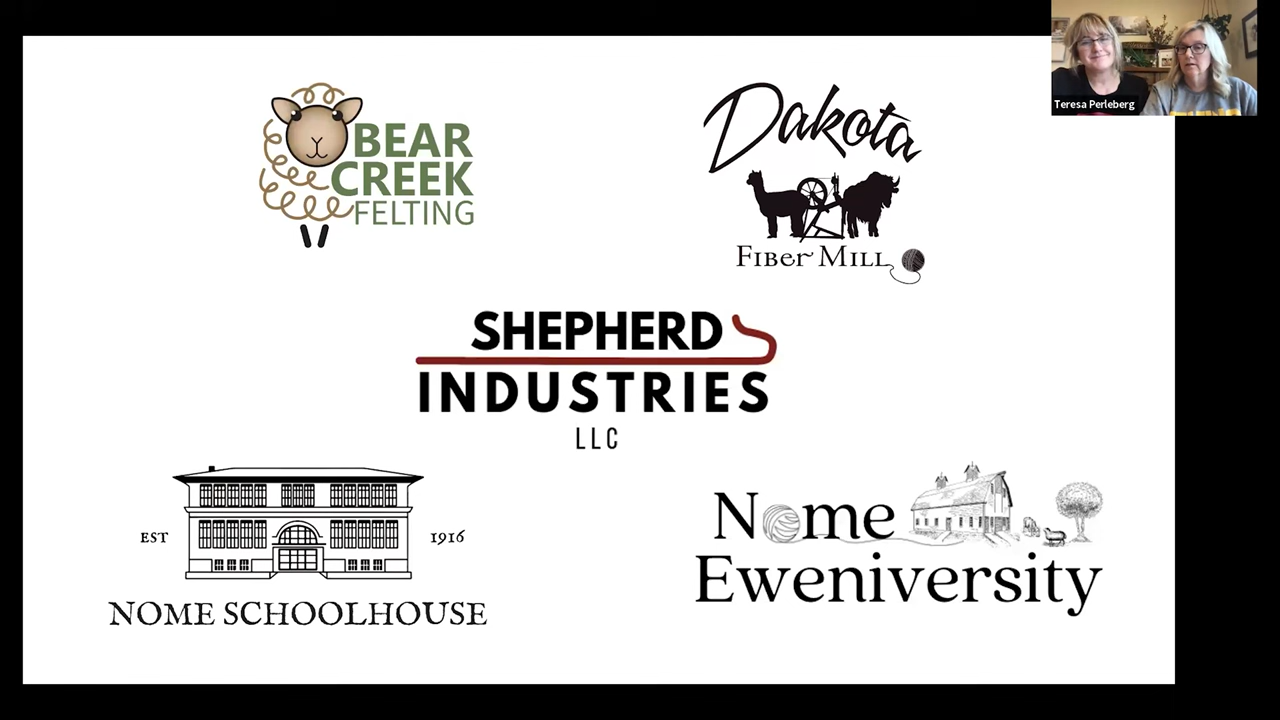 Teresa Perleberg
BEAR
CREEK
FELTING
Dakota
FIBER MILL
SHEPHERD
INDUSTRIES
LLC
EST 1916
NOME SCHOOLHOUSE
Nome
Eweniversity